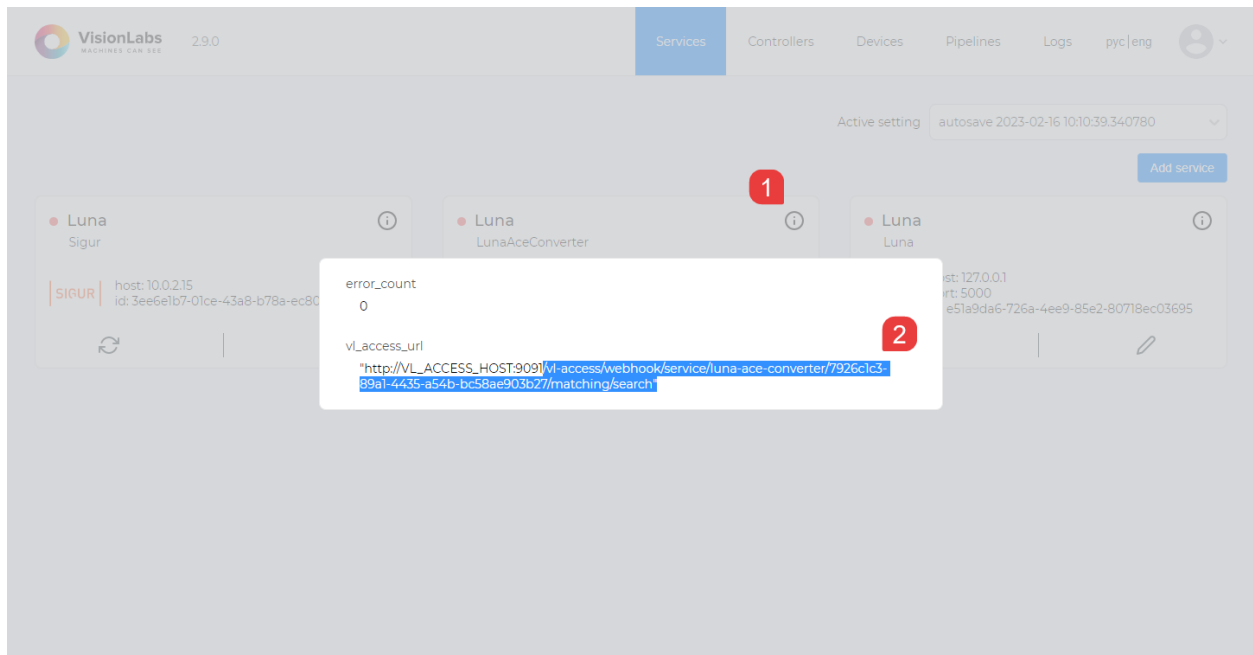 VisionLabs
MACHINES CAN SEE
2.9.0
Services
Controllers
Devices
Pipelines
Logs
рус|eng
Active setting
autosave 2023-02-16 10:10:39.340780
Add service
1
Luna
Sigur
Luna
LunaAceConverter
Luna
Luna
SIGUR
host: 10.0.2.15
id: 3ee6e1b7-01ce-43a8-b78a-ec80
st: 127.0.0.1
rt: 5000
e51a9da6-726a-4ee9-85e2-80718ec03695
error_count
0
2
vl_access_url
"http://VL_ACCESS_HOST:9091/vl-access/webhook/service/luna-ace-converter/7926c1c3-
89a1-4435-a54b-bc58ae903b27/matching/search"